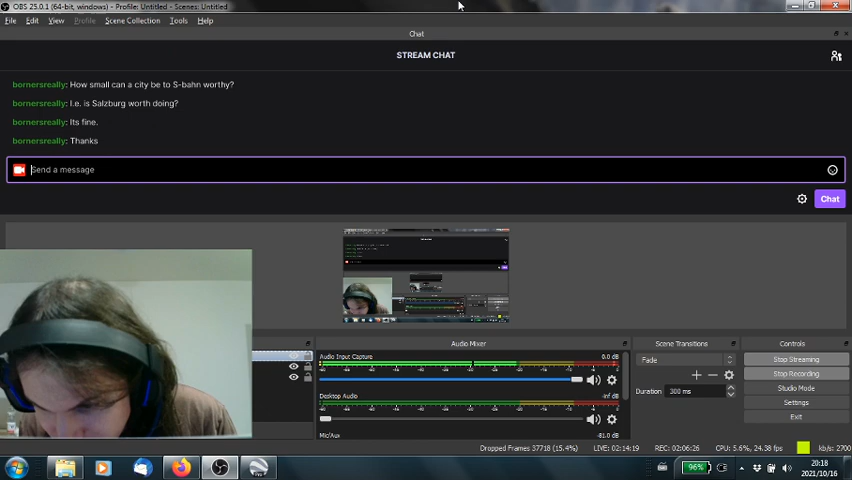 OBS 25.0.1 (64-bit, windows) - Profile: Untitled - Scenes: Untitled
File Edit View Profile Scene Collection Tools Help
Chat
STREAM CHAT
bornersreally: How small can a city be to S-bahn worthy?
bornersreally: I.e. is Salzburg worth doing?
bornersreally: Its fine.
bornersreally: Thanks
Send a message
Chat
Audio Mixer
Scene Transitions
Controls
Audio Input Capture 0.0 dB
Fade
Stop Streaming
Stop Recording
Duration 300 ms
Studio Mode
Desktop Audio -inf dB
Settings
Exit
Mic/Aux -81.0 dB
Dropped Frames 37718 (15.4%) LIVE: 02:14:19 REC: 02:06:26 CPU: 5.6%, 24.38 fps kb/s: 2700
96%
20:18
2021/10/16